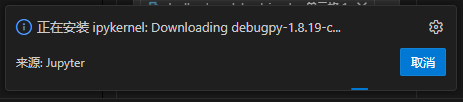 正在安装 ipykernel: Downloading debugpy-1.8.19-c...
来源: Jupyter
取消